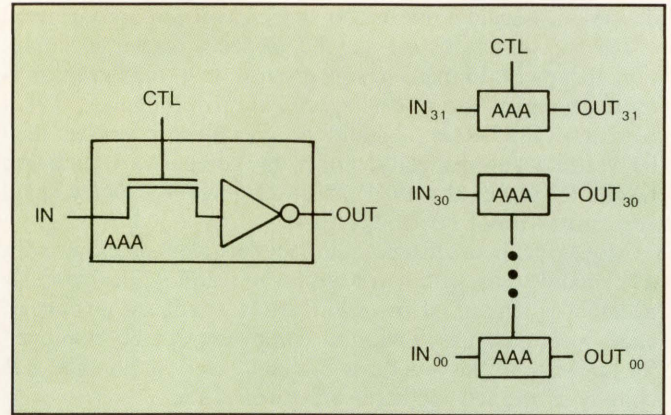 CTL
IN
AAA
OUT
CTL
IN31 AAA OUT31
IN30 AAA OUT30
IN00 AAA OUT00